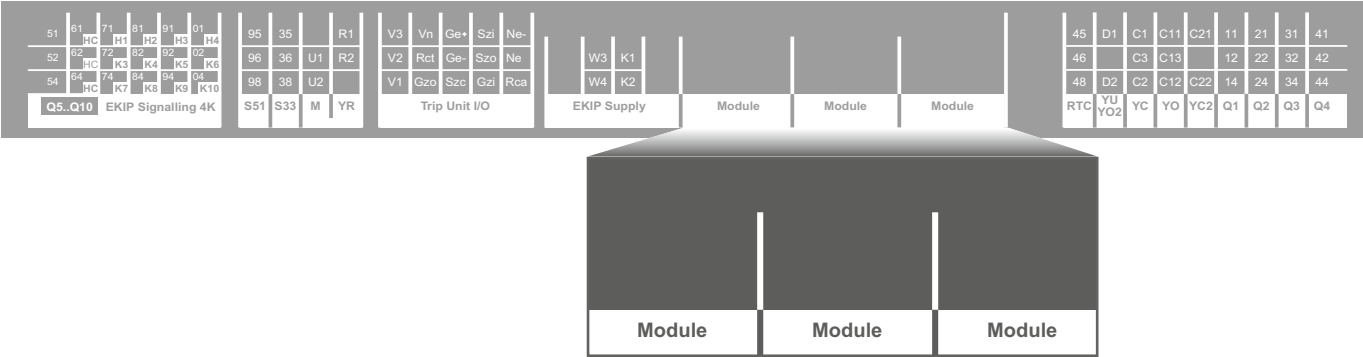 51 61 HC 71 H1 81 H2 91 H3 01 H4 95 35 R1 V3 Vn Ge+ Szi Ne- 45 D1 C1 C11 C21 11 21 31 41
52 62 HC 72 K3 82 K4 92 K5 02 K6 96 36 U1 R2 V2 Rct Ge- Szo Ne W3 K1 46 C3 C13 12 22 32 42
54 64 HC 74 K7 84 K8 94 K9 04 K10 98 38 U2 V1 Gzo Szc Gzi Rca W4 K2 48 D2 C2 C12 C22 14 24 34 44
Q5..Q10 EKIP Signalling 4K S51 S33 M YR Trip Unit I/O EKIP Supply Module Module Module RTC YU YO2 YC YO YC2 Q1 Q2 Q3 Q4
Module Module Module